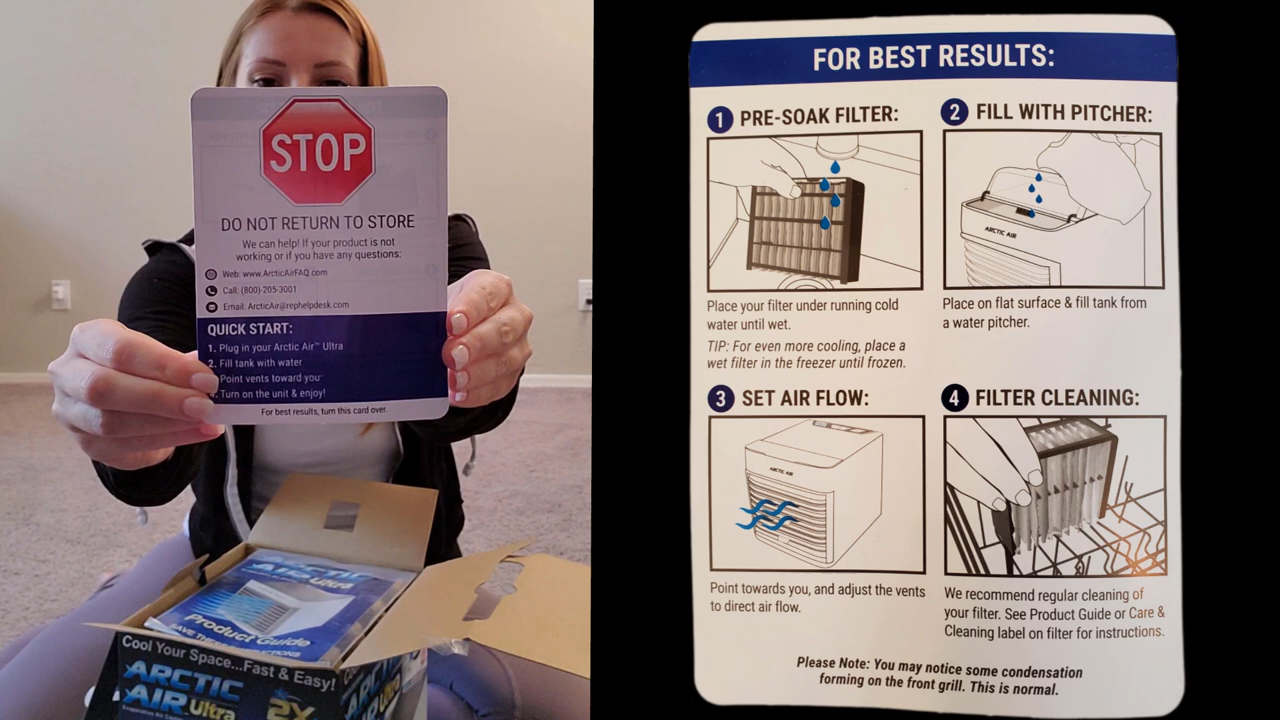 STOP
DO NOT RETURN TO STORE
We can help! If your product is not
working or if you have any questions:
Web: www.ArcticAirFAQ.com
Call: (800)-205-3001
Email: ArcticAir@rephelpdesk.com
QUICK START:
1. Plug in your Arctic Air™ Ultra
2. Fill tank with water
Point vents toward you
4. Turn on the unit & enjoy!
For best results, turn this card over.
ARCTIC
AIR Ultra
Product Guide
SAVE THESE INSTRUCTIONS
Cool Your Space...Fast & Easy!
ARCTIC
AIR Ultra
2X
FOR BEST RESULTS:
1 PRE-SOAK FILTER:
Place your filter under running cold
water until wet.
TIP: For even more cooling, place a
wet filter in the freezer until frozen.
2 FILL WITH PITCHER:
ARCTIC AIR
Place on flat surface & fill tank from
a water pitcher.
3 SET AIR FLOW:
ARCTIC AIR
Point towards you, and adjust the vents
to direct air flow.
4 FILTER CLEANING:
We recommend regular cleaning of
your filter. See Product Guide or Care &
Cleaning label on filter for instructions.
Please Note: You may notice some condensation
forming on the front grill. This is normal.